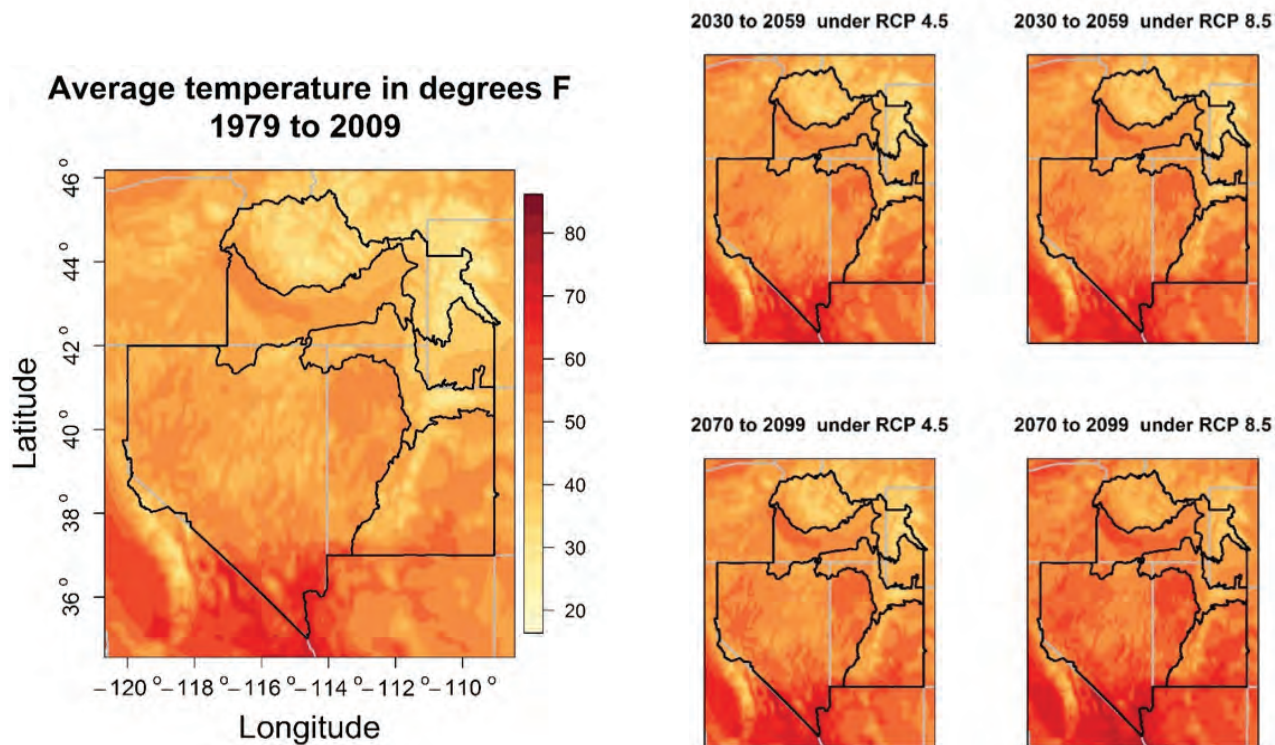 Average temperature in degrees F
1979 to 2009
46°
44°
42
40°
38°
36°
Latitude
80
70
60
50
40
30
20
−120° −118° −116° −114° −112° −110°
Longitude
2030 to 2059 under RCP 4.5
2030 to 2059 under RCP 8.5
2070 to 2099 under RCP 4.5
2070 to 2099 under RCP 8.5